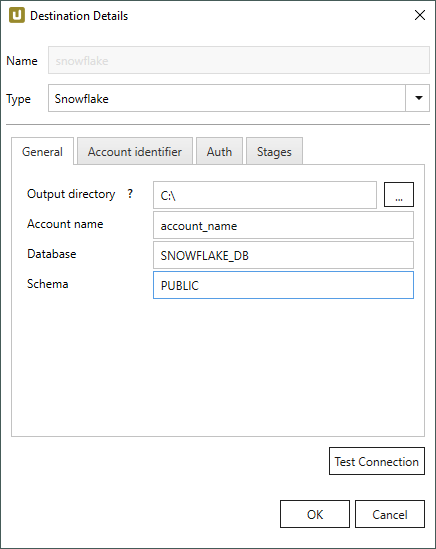 Destination Details
Name snowflake
Type Snowflake
General Account identifier Auth Stages
Output directory ? C:\ ...
Account name account_name
Database SNOWFLAKE_DB
Schema PUBLIC
Test Connection
OK Cancel